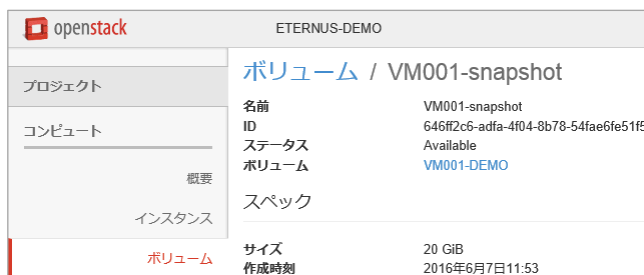 openstack ETERNUS-DEMO
プロジェクト
コンピュート
概要
インスタンス
ボリューム
ボリューム / VM001-snapshot
名前 VM001-snapshot
ID 646ff2c6-adfa-4f04-8b78-54fae6fe51f5
ステータス Available
ボリューム VM001-DEMO
スペック
サイズ 20 GiB
作成時刻 2016年6月7日11:53